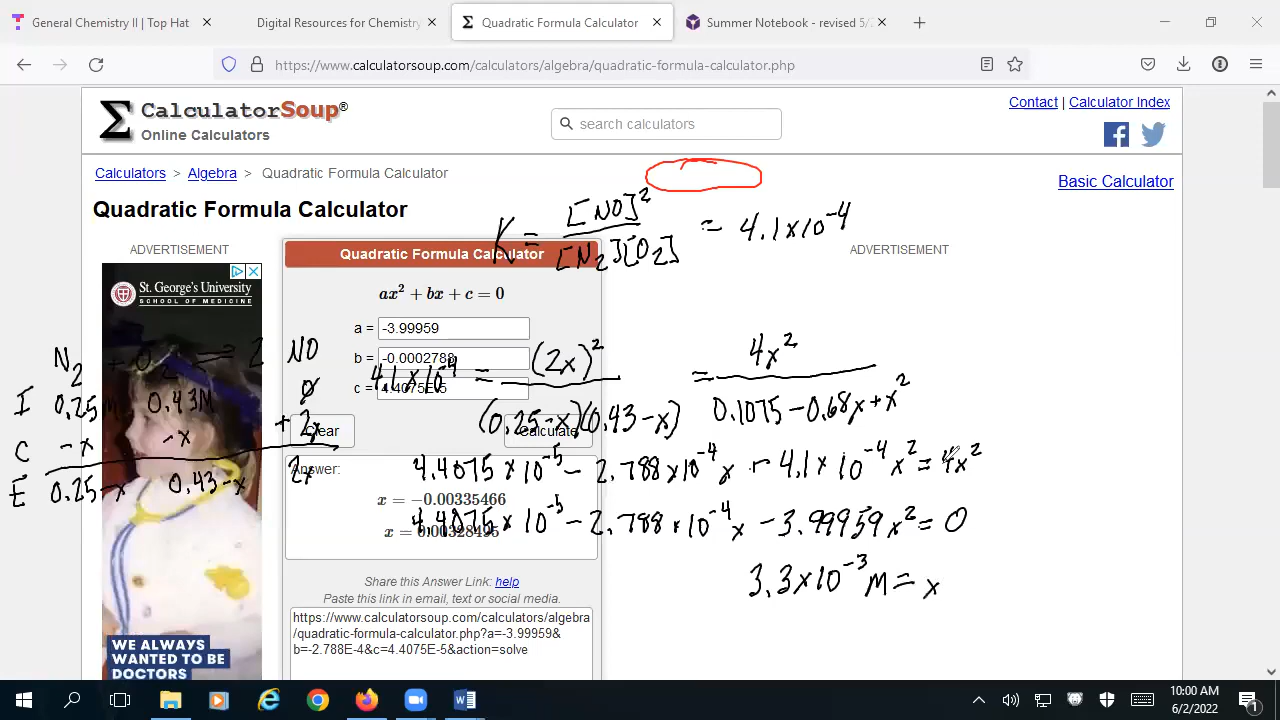 General Chemistry II | Top Hat
Digital Resources for Chemistry
Quadratic Formula Calculator
Summer Notebook - revised 5/2
https://www.calculatorsoup.com/calculators/algebra/quadratic-formula-calculator.php
CalculatorSoup®
Online Calculators
search calculators
Contact | Calculator Index
Calculators > Algebra > Quadratic Formula Calculator
Basic Calculator
Quadratic Formula Calculator
K = [NO]² / [N₂][O₂] = 4.1 x 10⁻⁴
ADVERTISEMENT
ADVERTISEMENT
Quadratic Formula Calculator
St. George's University
SCHOOL OF MEDICINE
ax² + bx + c = 0
a = -3.99959
b = -0.0002788
c = 4.4075E-5
Clear
Calculate
Answer:
x = −0.00335466
x = 0.00328495
N₂ + O₂ ⇌ 2 NO
I 0.25M 0.43M 0
C -x -x +2x
E 0.25-x 0.43-x 2x
4.1 x 10⁻⁴ = (2x)² / (0.25-x)(0.43-x) = 4x² / 0.1075 - 0.68x + x²
4.4075 x 10⁻⁵ - 2.788 x 10⁻⁴x + 4.1 x 10⁻⁴x² = 4x²
4.4075 x 10⁻⁵ - 2.788 x 10⁻⁴x - 3.99959x² = 0
3.3 x 10⁻³ M = x
Share this Answer Link: help
Paste this link in email, text or social media.
https://www.calculatorsoup.com/calculators/algebra
/quadratic-formula-calculator.php?a=-3.99959&
b=-2.788E-4&c=4.4075E-5&action=solve
WE ALWAYS
WANTED TO BE
DOCTORS
10:00 AM
6/2/2022
1